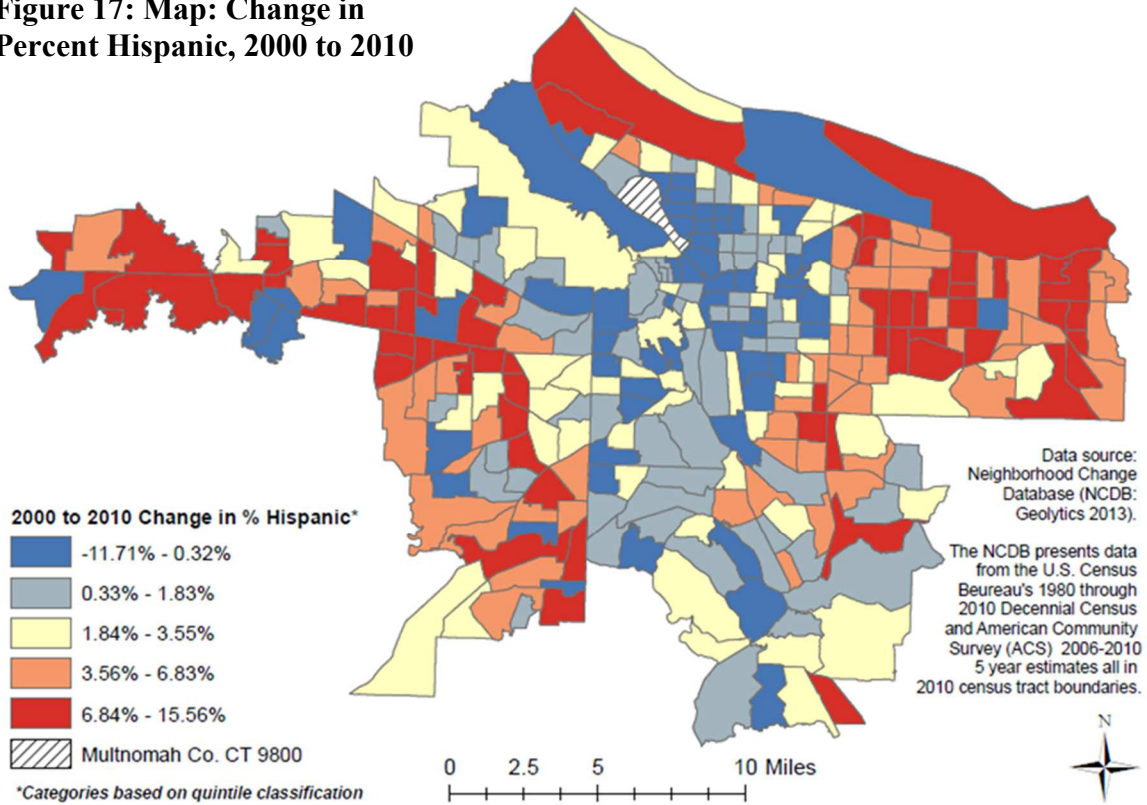 Figure 17: Map: Change in
Percent Hispanic, 2000 to 2010
Data source:
Neighborhood Change
Database (NCDB:
Geolytics 2013).
The NCDB presents data
from the U.S. Census
Beureau's 1980 through
2010 Decennial Census
and American Community
Survey (ACS) 2006-2010
5 year estimates all in
2010 census tract boundaries.
2000 to 2010 Change in % Hispanic*
-11.71% - 0.32%
0.33% - 1.83%
1.84% - 3.55%
3.56% - 6.83%
6.84% - 15.56%
Multnomah Co. CT 9800
*Categories based on quintile classification
0 2.5 5 10 Miles
N